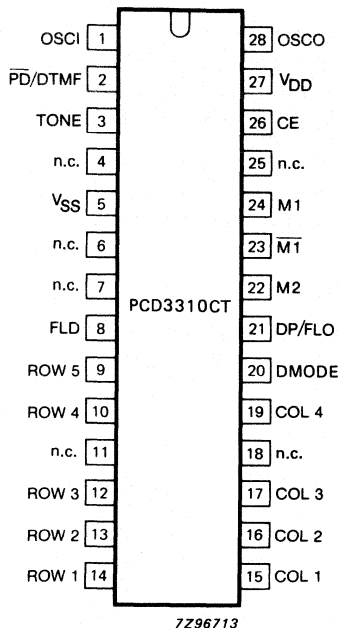 OSCI 1 28 OSCO
P̅D̅/DTMF 2 27 VDD
TONE 3 26 CE
n.c. 4 25 n.c.
VSS 5 24 M1
n.c. 6 23 M̅1̅
n.c. 7 22 M2
PCD3310CT
FLD 8 21 DP/FLO
ROW 5 9 20 DMODE
ROW 4 10 19 COL 4
n.c. 11 18 n.c.
ROW 3 12 17 COL 3
ROW 2 13 16 COL 2
ROW 1 14 15 COL 1
7Z96713